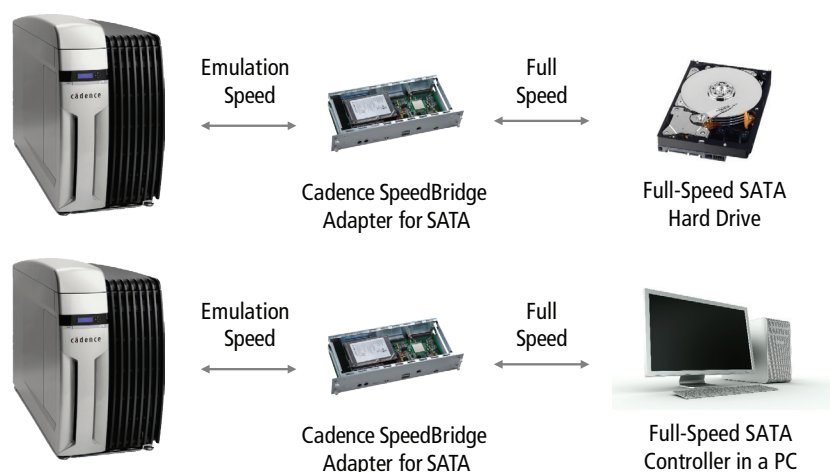 cādence
Emulation
Speed
Full
Speed
Cadence SpeedBridge
Adapter for SATA
Full-Speed SATA
Hard Drive
cādence
Emulation
Speed
Full
Speed
Cadence SpeedBridge
Adapter for SATA
Full-Speed SATA
Controller in a PC